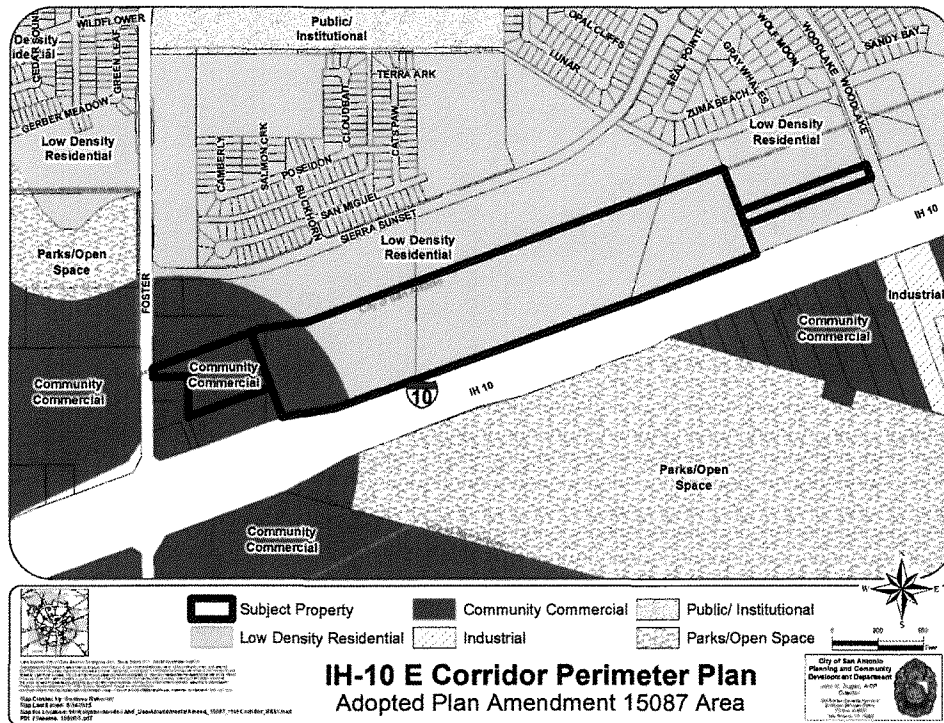 WILDFLOWER
CEDAR
GREEN LEAF
Density
GERBER MEADOW
Low Density
Residential
Public/
Institutional
OPAL CLIFFS
LUNAR
SEAL POINTE
GRAY WHALES
WOLF MOON
WOODLAKE
WOODLAKE
SANDY BAY
ZUMA BEACH
Low Density
Residential
TERRA ARK
CLOUDBAIT
CATS PAW
CAMBERLY
SALMON CRK
POSEIDON
SAN MIGUEL
BUCKHORN
SIERRA SUNSET
Low Density
Residential
Parks/Open
Space
FOSTER
IH 10
Industrial
Community
Commercial
Community
Commercial
Community
Commercial
10
IH 10
Parks/Open
Space
Community
Commercial
N
W E
S
Subject Property
Community Commercial
Public/ Institutional
Low Density Residential
Industrial
Parks/Open Space
IH-10 E Corridor Perimeter Plan
Adopted Plan Amendment 15087 Area
City of San Antonio
Planning and Community
Development Department